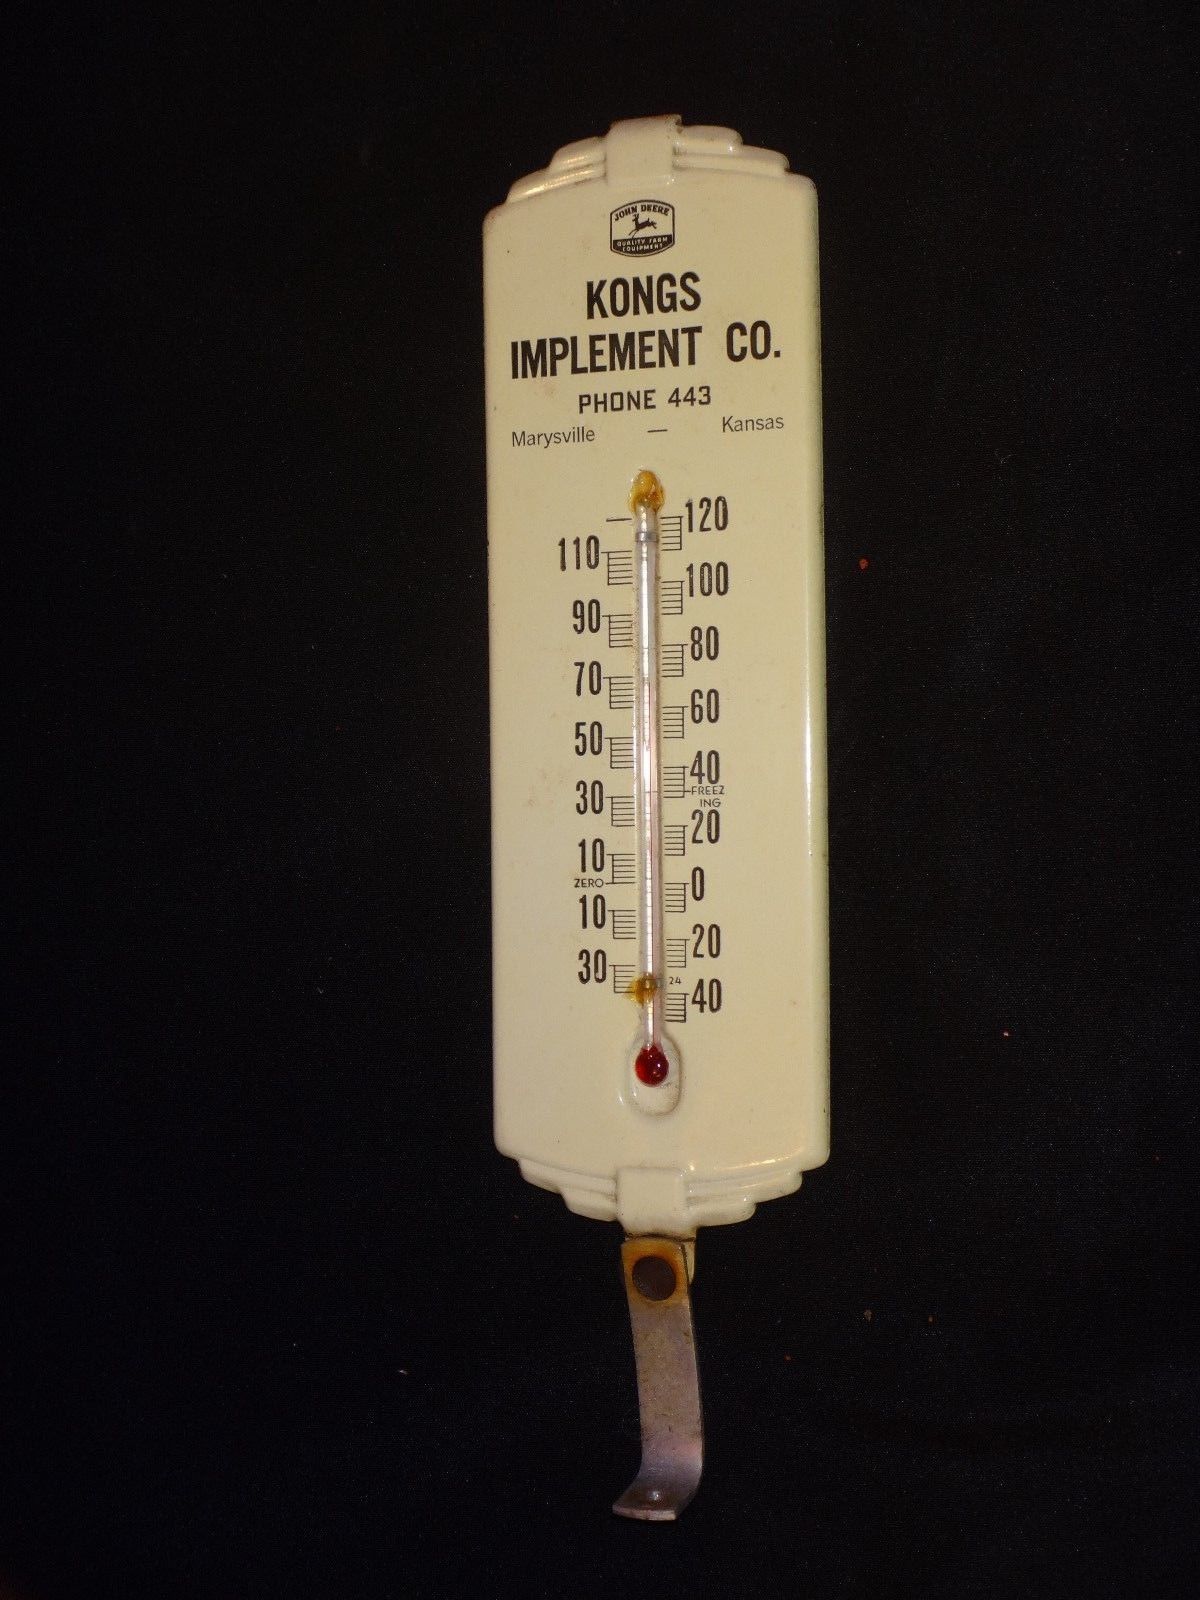 JOHN DEERE
QUALITY FARM
EQUIPMENT
KONGS
IMPLEMENT CO.
PHONE 443
Marysville — Kansas
120
110
100
90
80
70
60
50
40
FREEZ
ING
30
20
10
ZERO
0
10
20
30
24
40